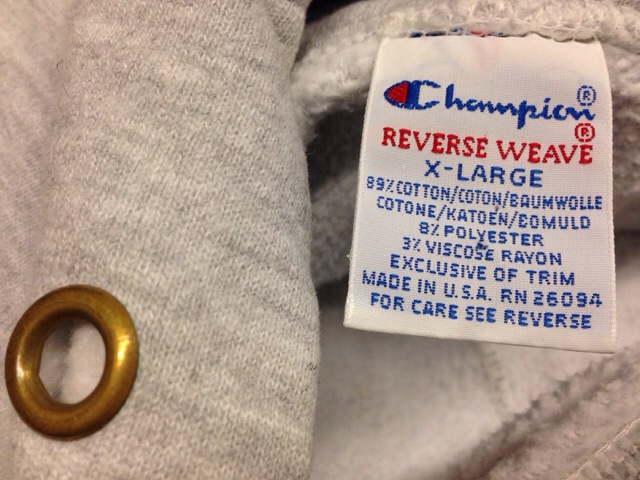 Champion®
REVERSE WEAVE®
X-LARGE
89% COTTON/COTON/BAUMWOLLE
COTONE/KATOEN/BOMULD
8% POLYESTER
3% VISCOSE RAYON
EXCLUSIVE OF TRIM
MADE IN U.S.A. RN 26094
FOR CARE SEE REVERSE